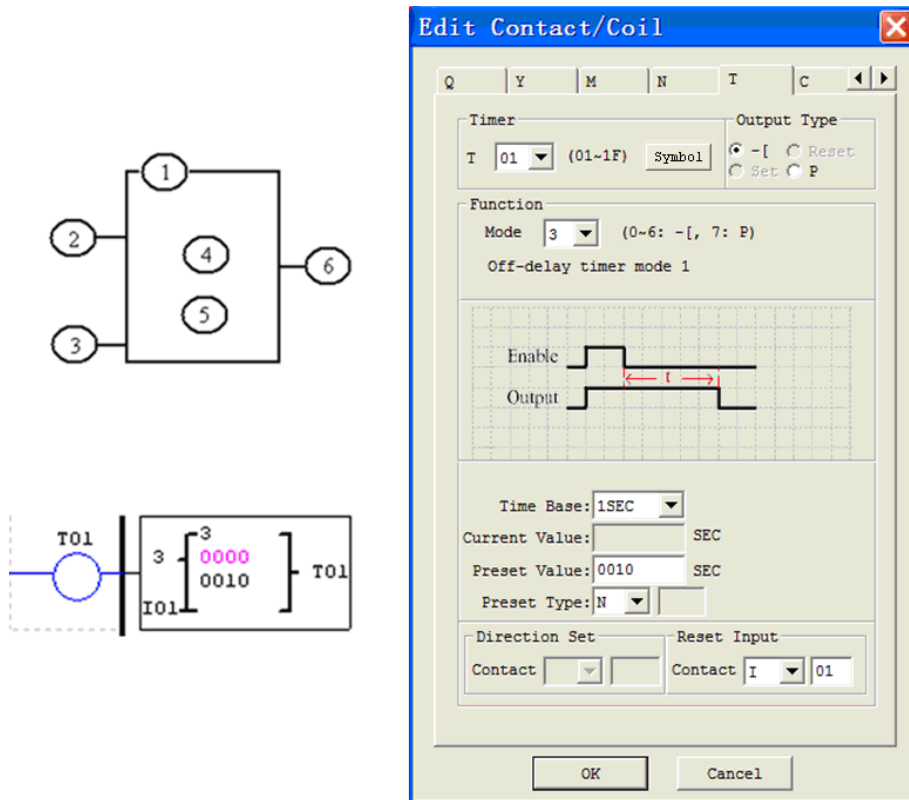 1
2
3
4
5
6
T01
3
3
0000
0010
I01
T01
Edit Contact/Coil
Q Y M N T C
Timer
T 01 (01~1F) Symbol
Output Type
-[ Reset
Set P
Function
Mode 3 (0~6: -[, 7: P)
Off-delay timer mode 1
Enable
t
Output
Time Base: 1SEC
Current Value: SEC
Preset Value: 0010 SEC
Preset Type: N
Direction Set
Contact
Reset Input
Contact I 01
OK Cancel